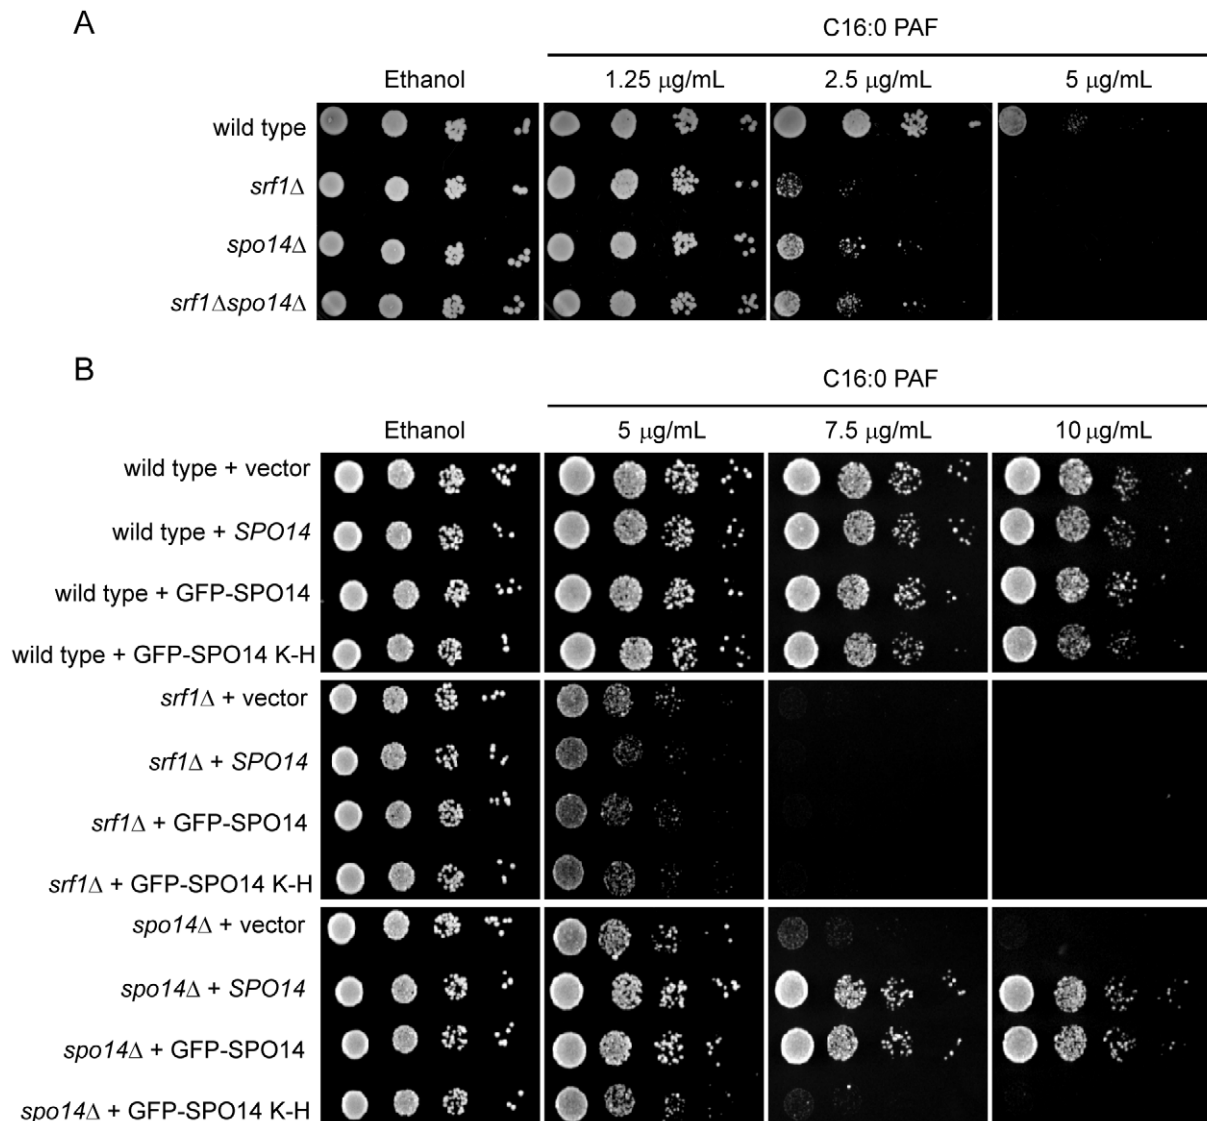 A
C16:0 PAF
Ethanol
1.25 μg/mL
2.5 μg/mL
5 μg/mL
wild type
srf1Δ
spo14Δ
srf1Δspo14Δ
B
C16:0 PAF
Ethanol
5 μg/mL
7.5 μg/mL
10 μg/mL
wild type + vector
wild type + SPO14
wild type + GFP-SPO14
wild type + GFP-SPO14 K-H
srf1Δ + vector
srf1Δ + SPO14
srf1Δ + GFP-SPO14
srf1Δ + GFP-SPO14 K-H
spo14Δ + vector
spo14Δ + SPO14
spo14Δ + GFP-SPO14
spo14Δ + GFP-SPO14 K-H